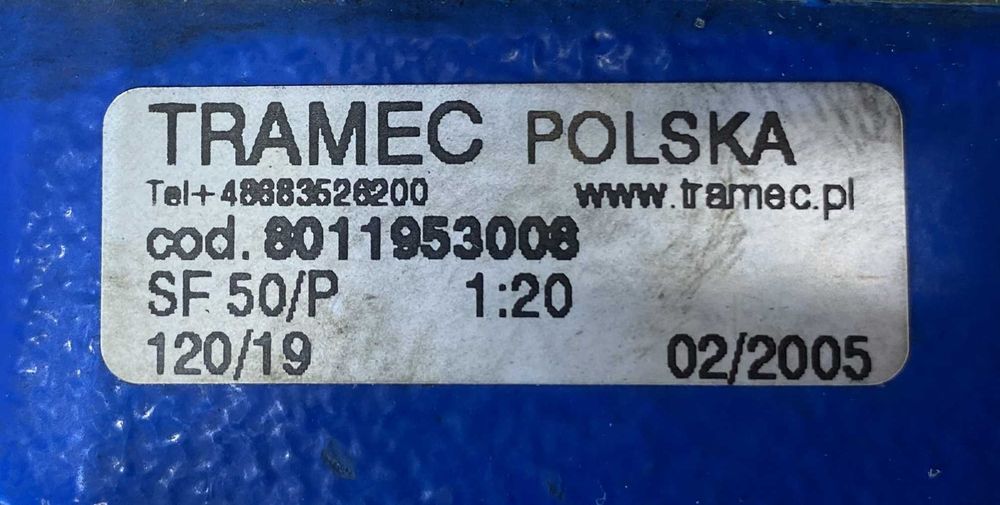 TRAMEC POLSKA
Tel+48683526200 www.tramec.pl
cod. 8011953008
SF 50/P 1:20
120/19 02/2005